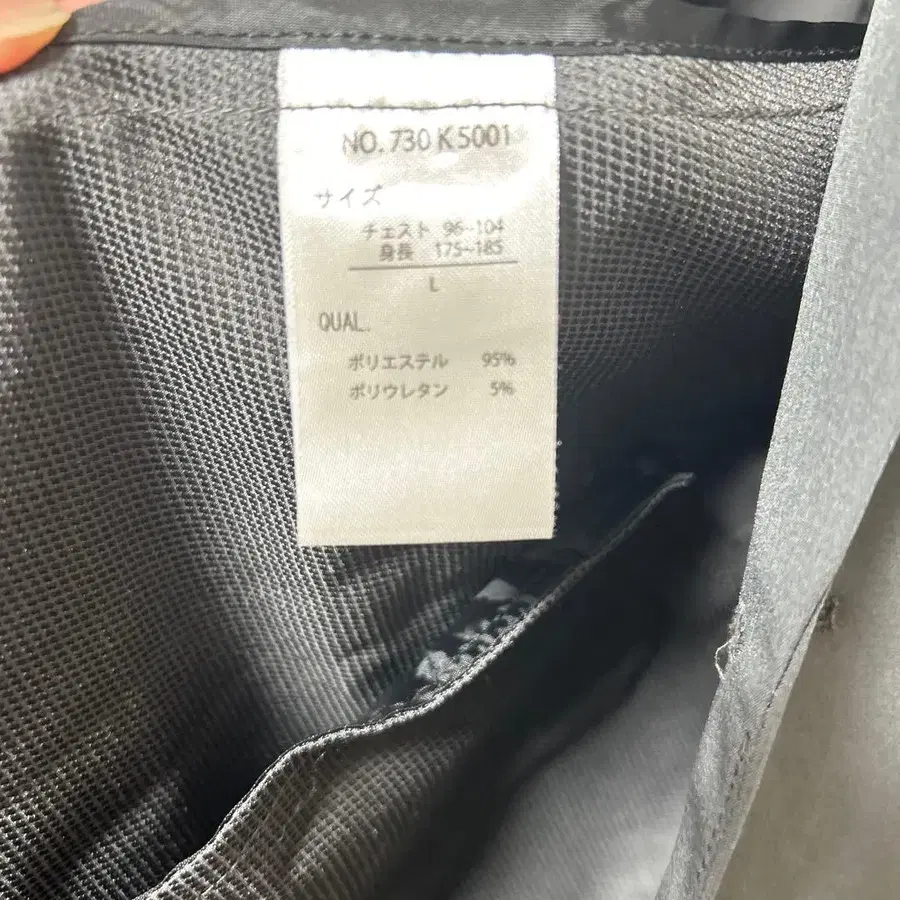 NO. 730 K5001
サイズ
チェスト 96~104
身長 175~185
L
QUAL.
ポリエステル 95%
ポリウレタン 5%